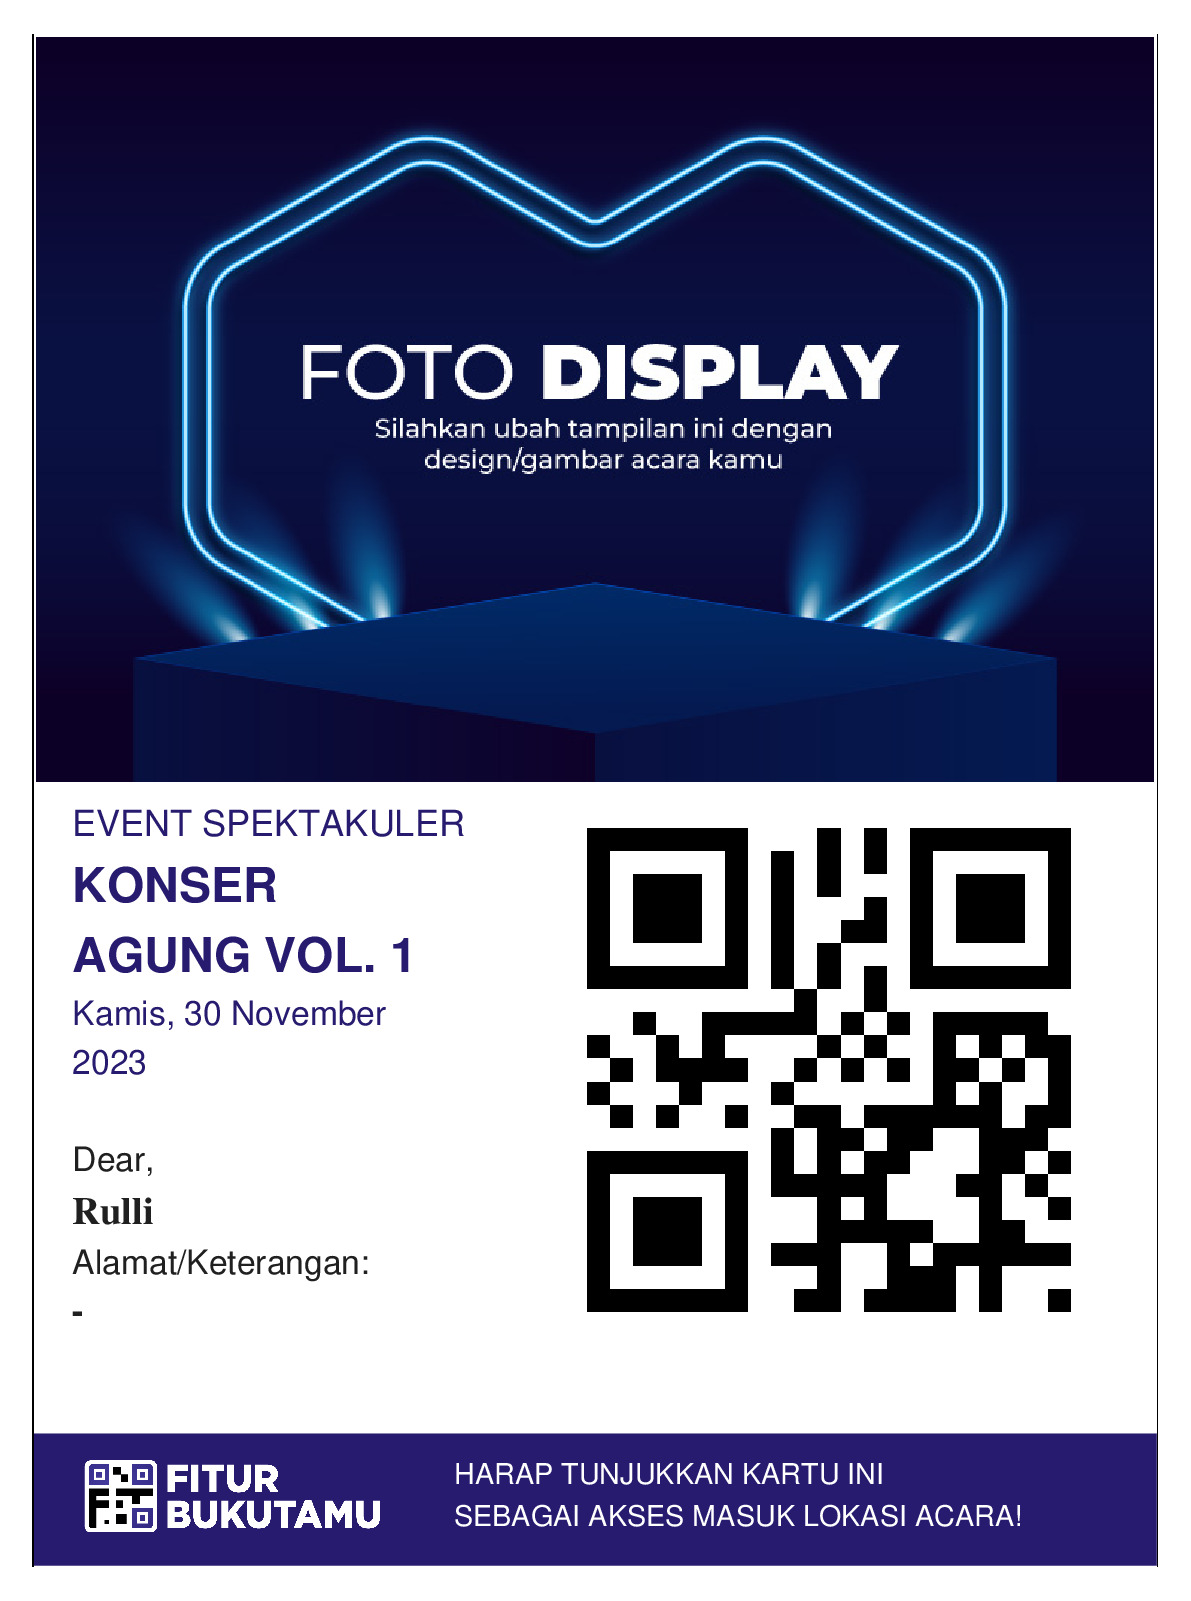 FOTO DISPLAY
Silahkan ubah tampilan ini dengan
design/gambar acara kamu
EVENT SPEKTAKULER
KONSER
AGUNG VOL. 1
Kamis, 30 November
2023
Dear,
Rulli
Alamat/Keterangan:
-
FITUR
BUKUTAMU
HARAP TUNJUKKAN KARTU INI
SEBAGAI AKSES MASUK LOKASI ACARA!